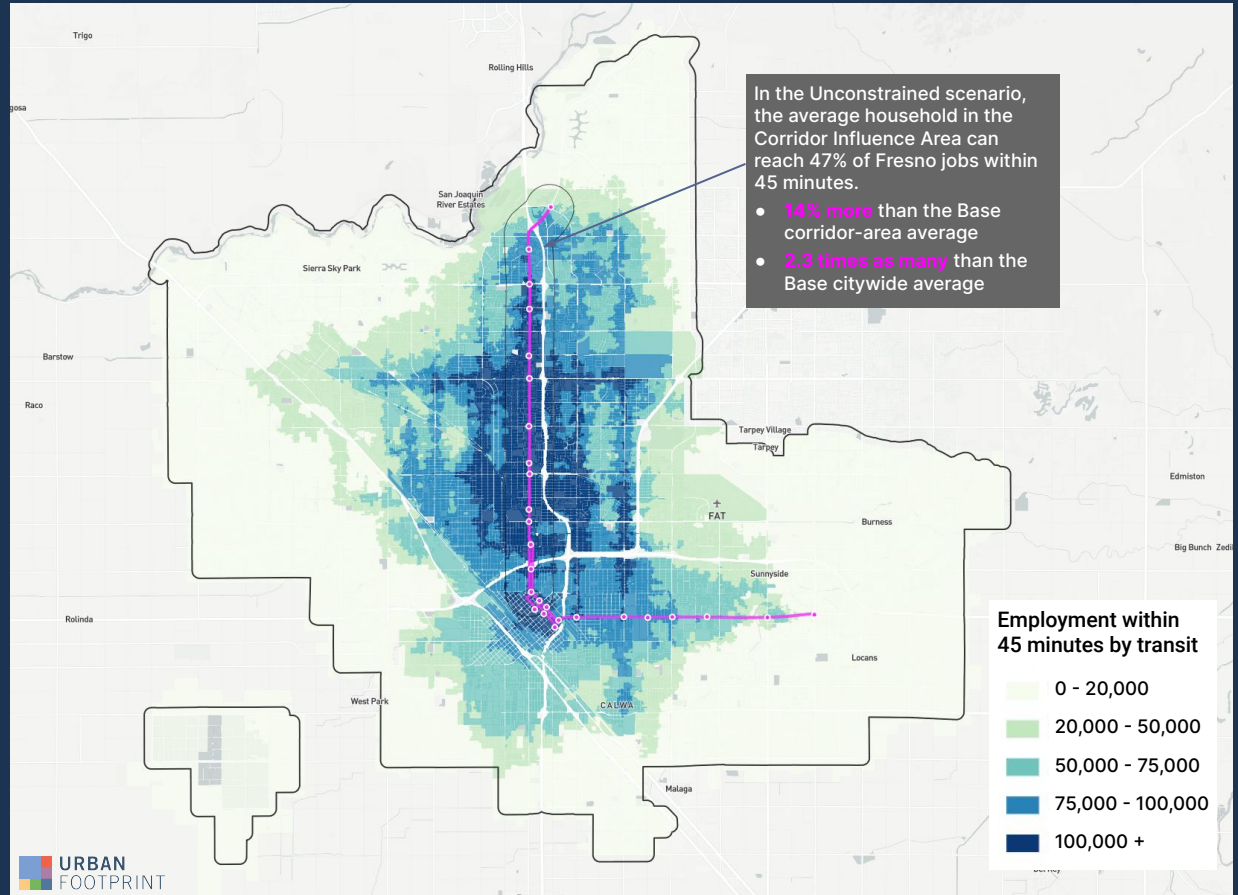 Trigo
Rolling Hills
gosa
In the Unconstrained scenario,
the average household in the
Corridor Influence Area can
reach 47% of Fresno jobs within
45 minutes.
● 14% more than the Base
corridor-area average
● 2.3 times as many than the
Base citywide average
San Joaquin
River Estates
Sierra Sky Park
Barstow
Raco
Tarpey Village
Tarpey
Edmiston
FAT
Burness
Big Bunch Zedi
Sunnyside
Rolinda
Locans
West Park
CALWA
Malaga
Employment within
45 minutes by transit
0 - 20,000
20,000 - 50,000
50,000 - 75,000
75,000 - 100,000
100,000 +
URBAN
FOOTPRINT